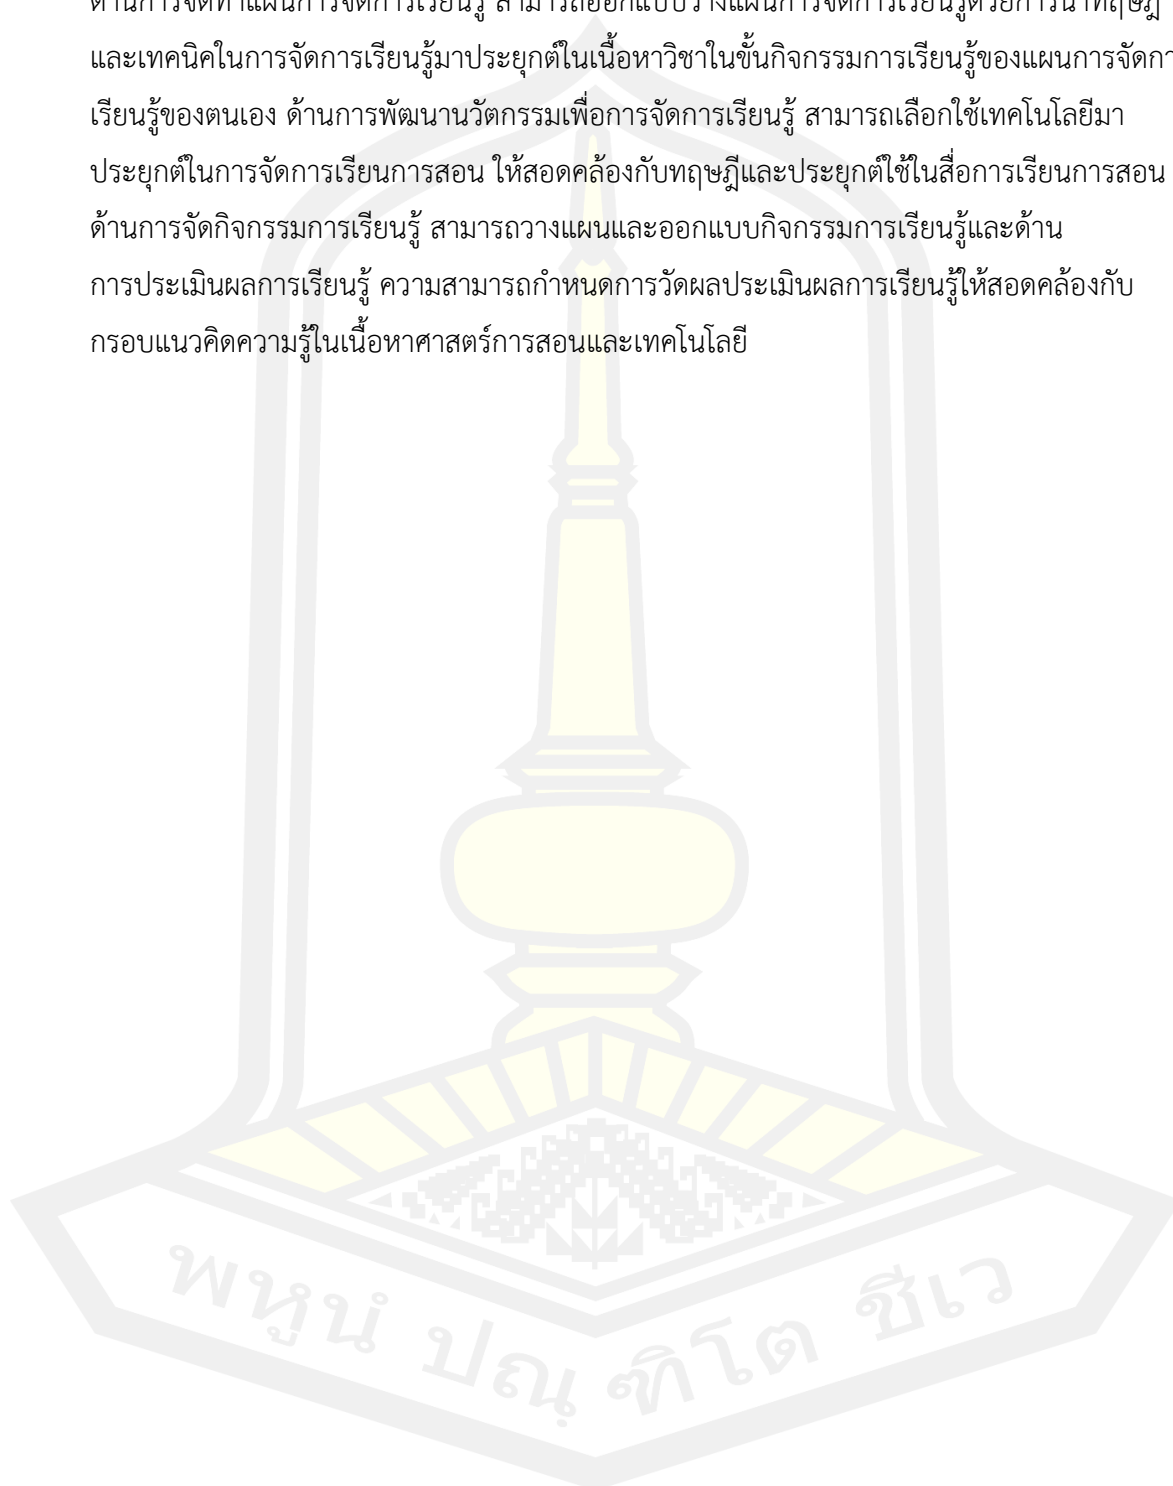 ด้านการจัดทำแผนการจัดการเรียนรู้ สามารถออกแบบวางแผนการจัดการเรียนรู้ด้วยการนำทฤษฎี
และเทคนิคในการจัดการเรียนรู้มาประยุกต์ในเนื้อหาวิชาในขั้นกิจกรรมการเรียนรู้ของแผนการจัดกา
เรียนรู้ของตนเอง ด้านการพัฒนานวัตกรรมเพื่อการจัดการเรียนรู้ สามารถเลือกใช้เทคโนโลยีมา
ประยุกต์ในการจัดการเรียนการสอน ให้สอดคล้องกับทฤษฎีและประยุกต์ใช้ในสื่อการเรียนการสอน
ด้านการจัดกิจกรรมการเรียนรู้ สามารถวางแผนและออกแบบกิจกรรมการเรียนรู้และด้าน
การประเมินผลการเรียนรู้ ความสามารถกำหนดการวัดผลประเมินผลการเรียนรู้ให้สอดคล้องกับ
กรอบแนวคิดความรู้ในเนื้อหาศาสตร์การสอนและเทคโนโลยี
พหูนํ ปณฺฑิโต ชีเว